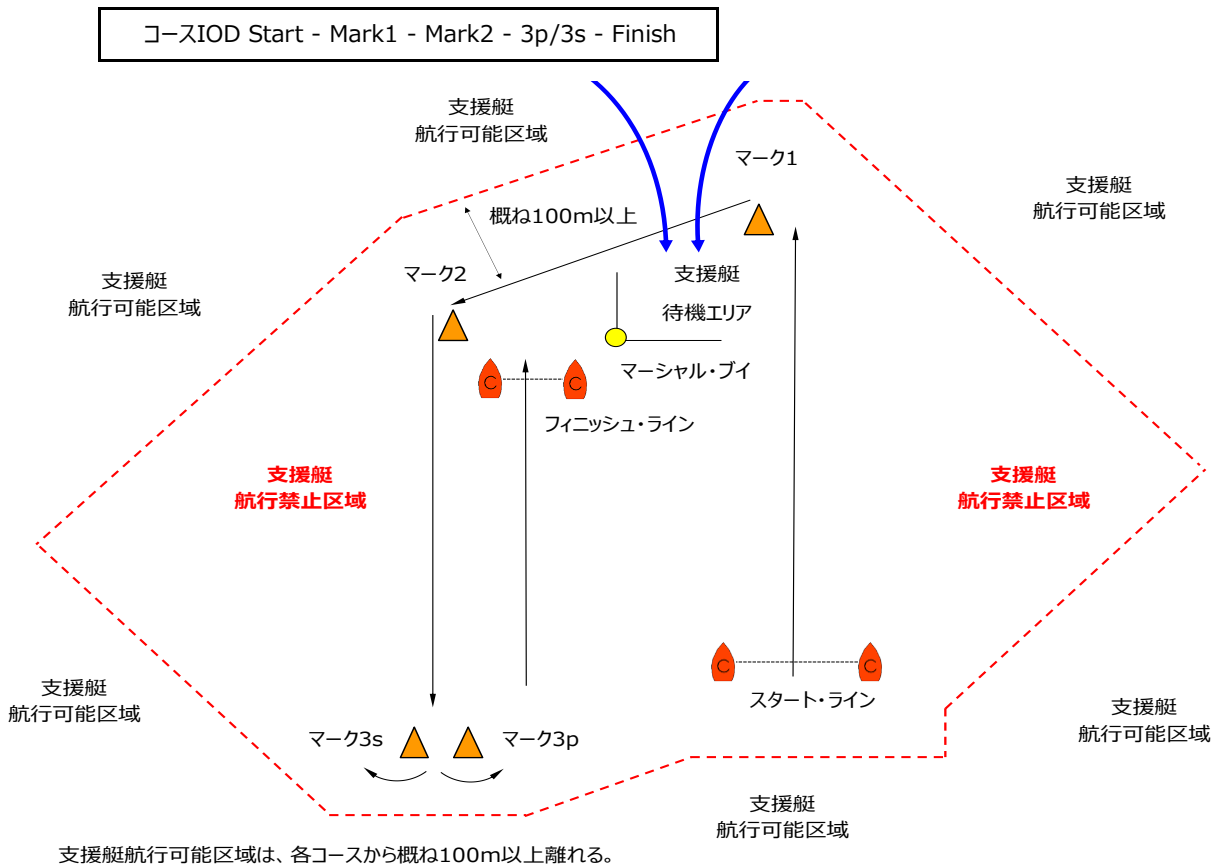 コースIOD Start - Mark1 - Mark2 - 3p/3s - Finish
支援艇
航行可能区域
マーク1
支援艇
航行可能区域
概ね100m以上
支援艇
航行可能区域
マーク2
支援艇
待機エリア
マーシャル・ブイ
C
C
フィニッシュ・ライン
支援艇
航行禁止区域
支援艇
航行禁止区域
C
C
スタート・ライン
支援艇
航行可能区域
支援艇
航行可能区域
マーク3s
マーク3p
支援艇
航行可能区域
支援艇航行可能区域は、各コースから概ね100m以上離れる。